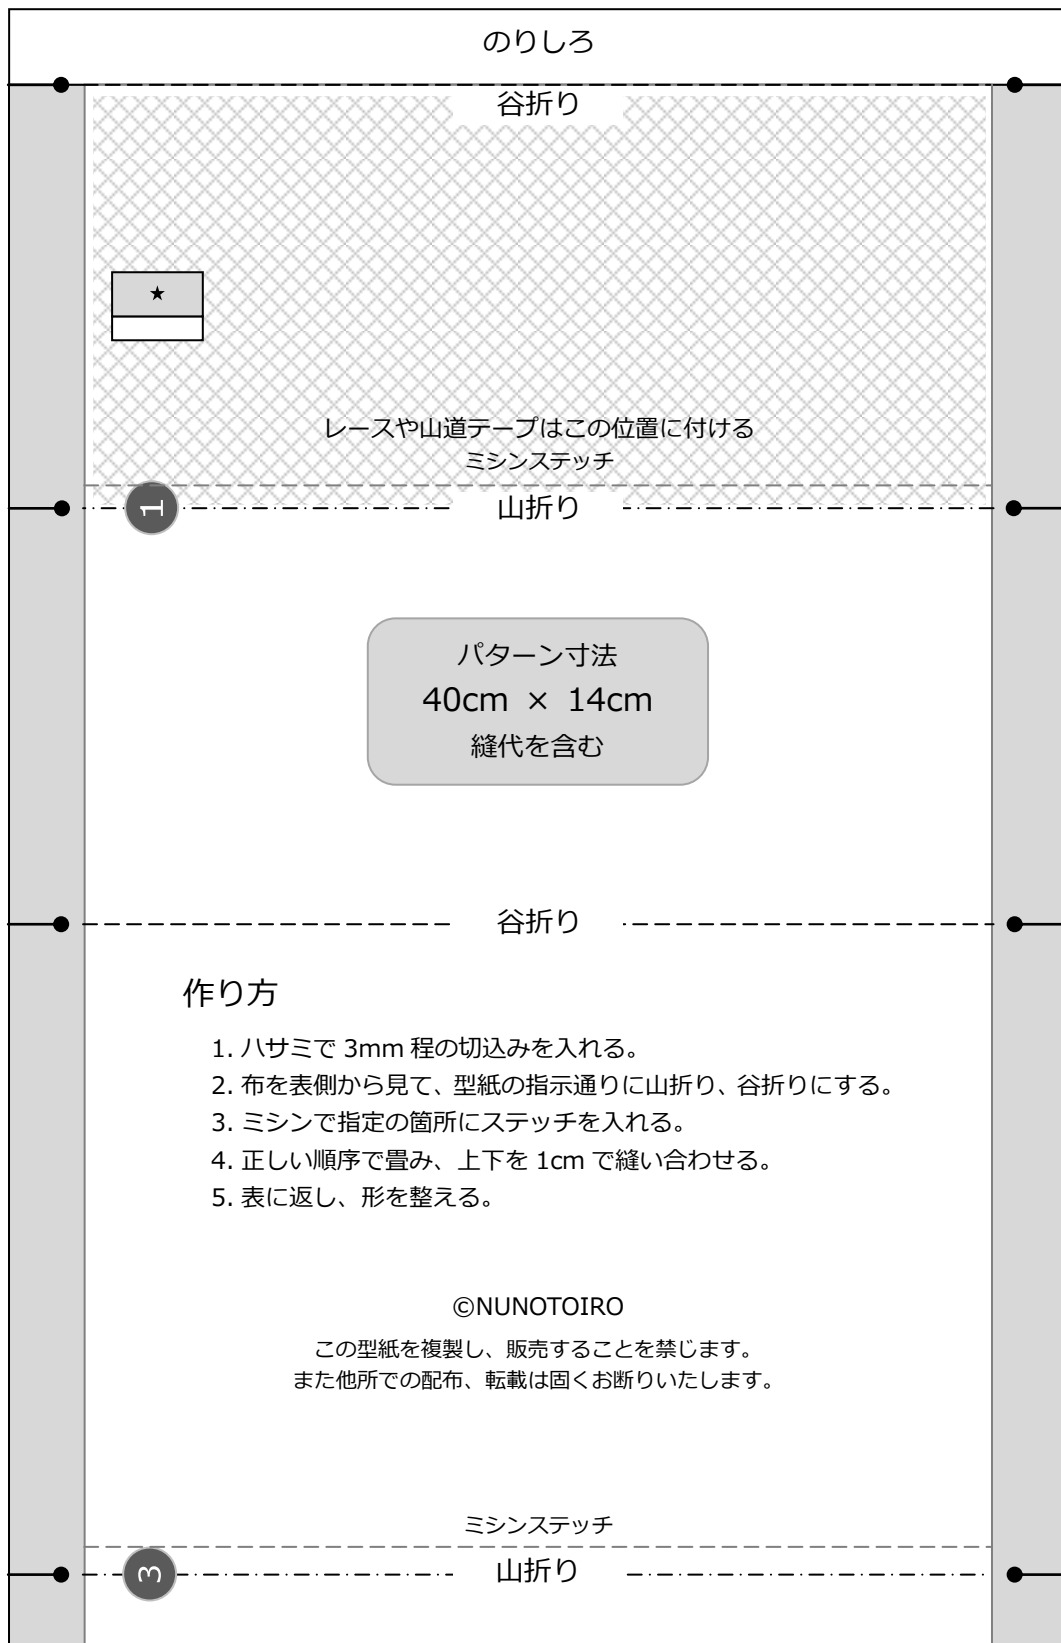 のりしろ
谷折り
★
レースや山道テープはこの位置に付ける
ミシンステッチ
1
山折り
パターン寸法
40cm × 14cm
縫代を含む
谷折り
作り方
1. ハサミで 3mm 程の切込みを入れる。
2. 布を表側から見て、型紙の指示通りに山折り、谷折りにする。
3. ミシンで指定の箇所にステッチを入れる。
4. 正しい順序で畳み、上下を 1cm で縫い合わせる。
5. 表に返し、形を整える。
©NUNOTOIRO
この型紙を複製し、販売することを禁じます。
また他所での配布、転載は固くお断りいたします。
ミシンステッチ
3
山折り